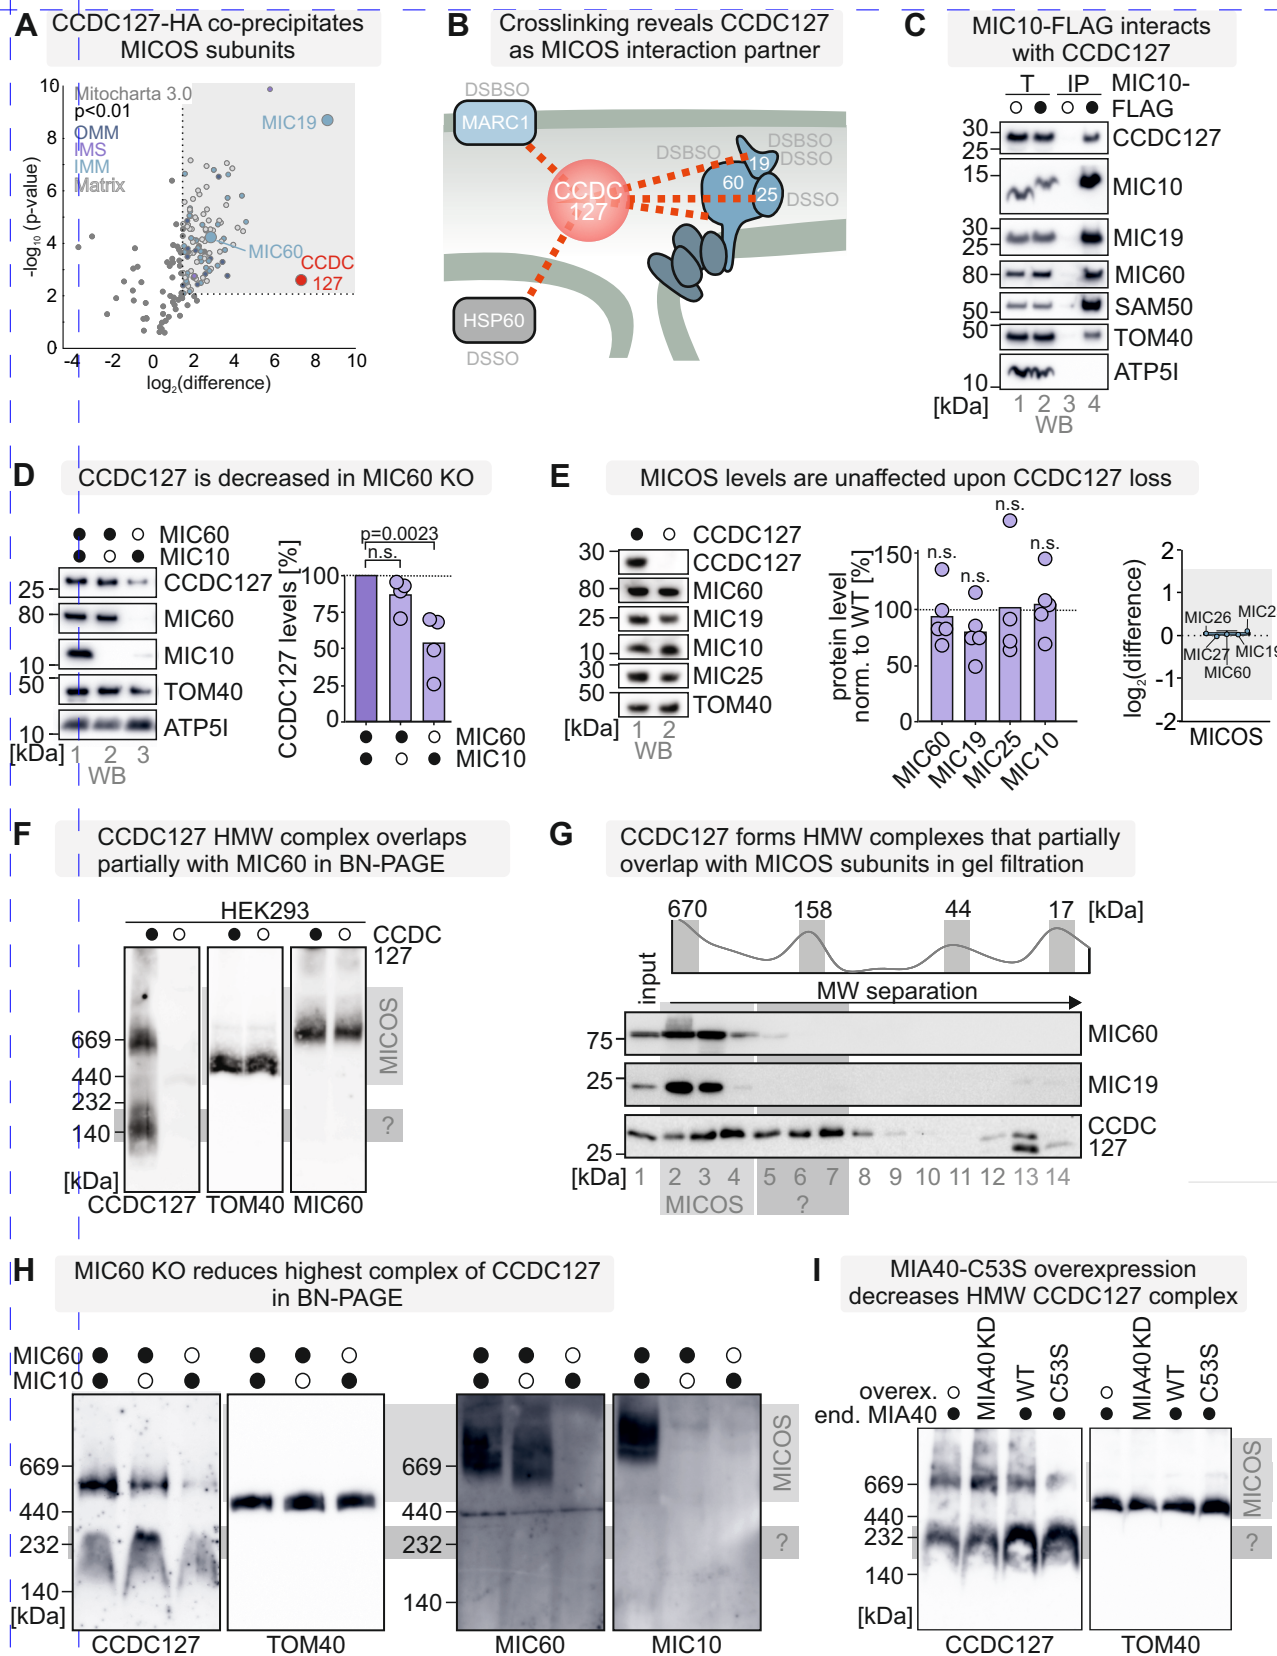 A
CCDC127-HA co-precipitates
MICOS subunits
10
8
6
4
2
0
-4
-2
0
2
4
6
8
10
-log10 (p-value)
log2(difference)
Mitocharta 3.0
p<0.01
OMM
IMS
IMM
Matrix
MIC19
MIC60
CCDC
127
B
Crosslinking reveals CCDC127
as MICOS interaction partner
DSBSO
MARC1
CCDC
127
HSP60
DSSO
DSBSO
DSBSO
DSSO
DSSO
19
60
25
C
MIC10-FLAG interacts
with CCDC127
T
IP
MIC10-
FLAG
30
25
CCDC127
15
MIC10
30
25
MIC19
80
MIC60
50
SAM50
50
TOM40
10
ATP5I
[kDa]
1 2 3 4
WB
D
CCDC127 is decreased in MIC60 KO
MIC60
MIC10
25
CCDC127
80
MIC60
10
MIC10
50
TOM40
10
ATP5I
[kDa]
1 2 3
WB
CCDC127 levels [%]
p=0.0023
n.s.
100
75
50
25
0
MIC60
MIC10
E
MICOS levels are unaffected upon CCDC127 loss
CCDC127
30
CCDC127
80
MIC60
25
MIC19
10
MIC10
30
MIC25
50
TOM40
[kDa]
1 2
WB
protein level
norm. to WT [%]
150
100
50
0
n.s.
n.s.
n.s.
n.s.
MIC60
MIC19
MIC25
MIC10
log2(difference)
2
1
0
-1
-2
MIC26
MIC2
MIC27
MIC19
MIC60
MICOS
F
CCDC127 HMW complex overlaps
partially with MIC60 in BN-PAGE
HEK293
CCDC
127
669
440
232
140
[kDa]
MICOS
?
CCDC127
TOM40
MIC60
G
CCDC127 forms HMW complexes that partially
overlap with MICOS subunits in gel filtration
670
158
44
17
[kDa]
input
MW separation
75
MIC60
25
MIC19
25
CCDC
127
[kDa]
1 2 3 4 5 6 7 8 9 10 11 12 13 14
MICOS
?
H
MIC60 KO reduces highest complex of CCDC127
in BN-PAGE
MIC60
MIC10
669
440
232
140
[kDa]
CCDC127
TOM40
669
440
232
140
MIC60
MIC10
MICOS
?
I
MIA40-C53S overexpression
decreases HMW CCDC127 complex
overex.
end. MIA40
MIA40KD
WT
C53S
MIA40KD
WT
C53S
669
440
232
140
[kDa]
MICOS
?
CCDC127
TOM40